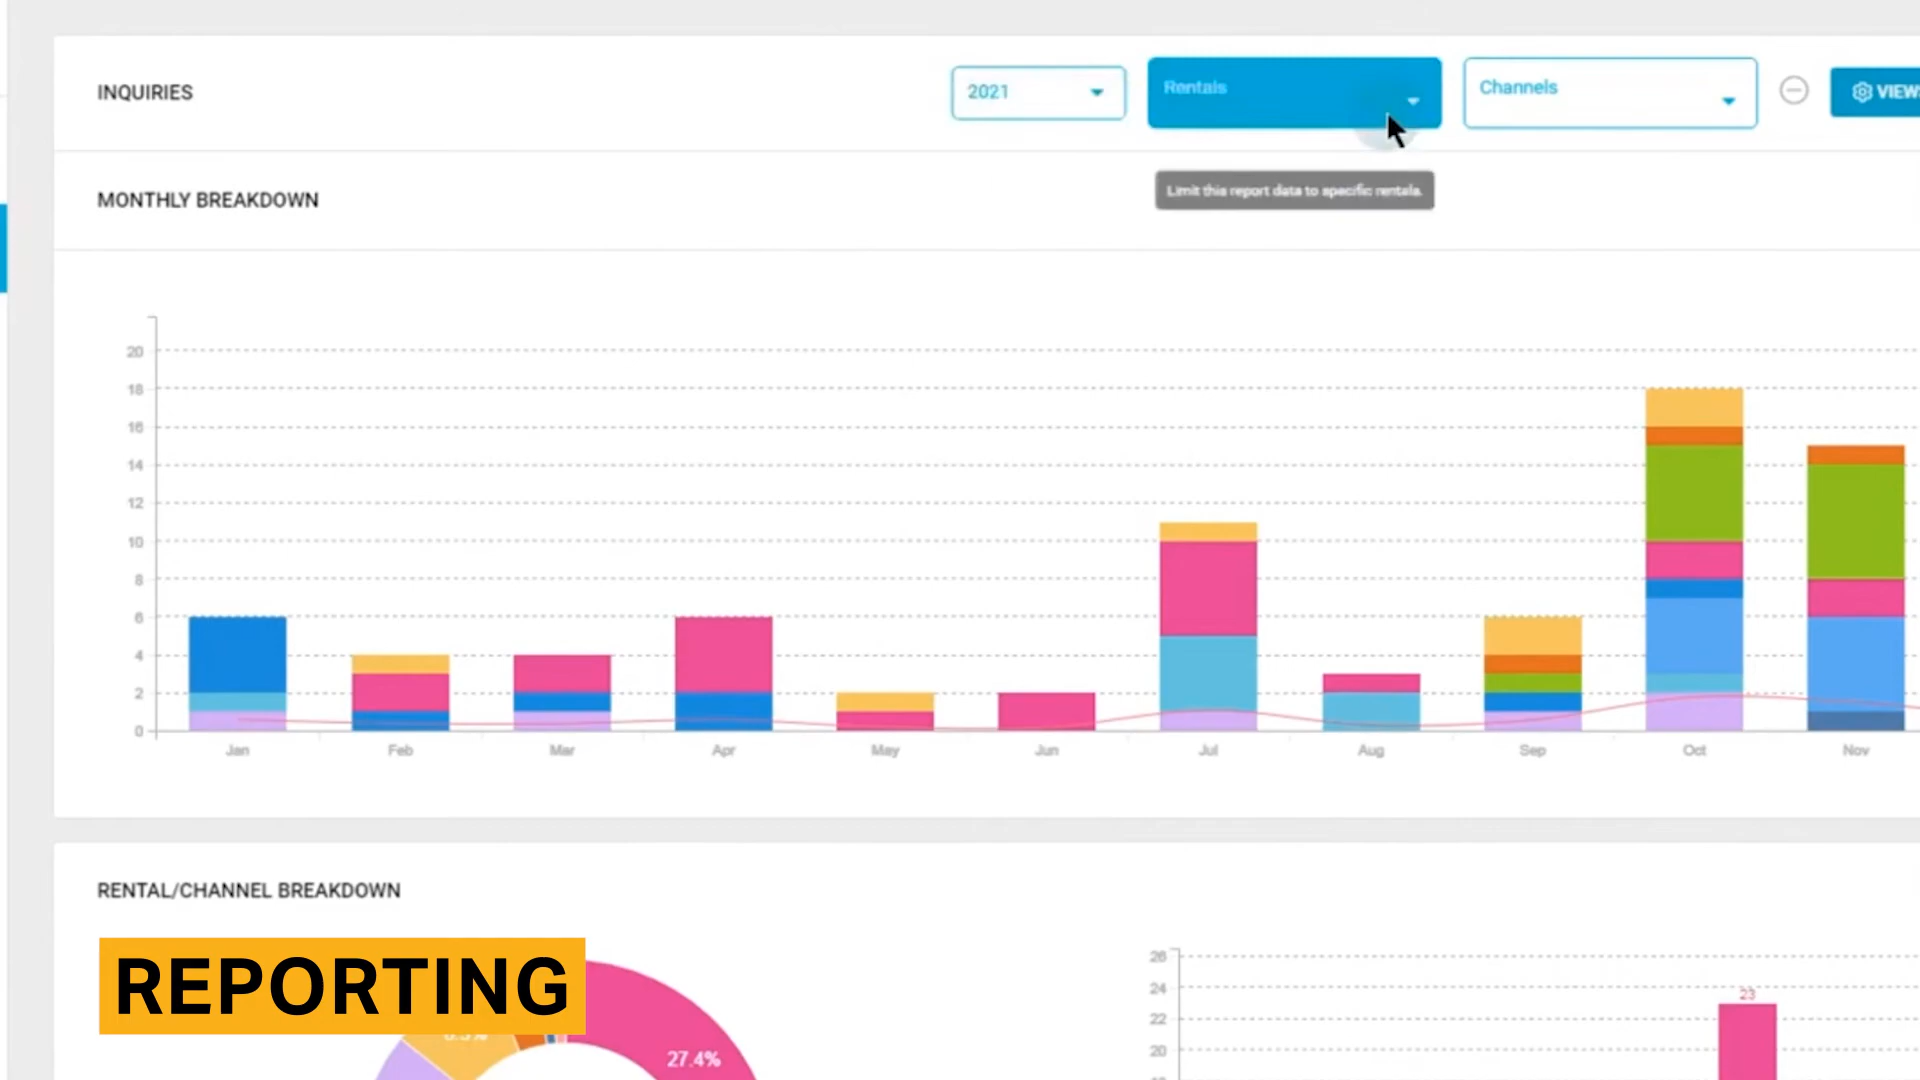 INQUIRIES
2021
Rentals
Channels
VIEW
Limit this report data to specific rentals.
MONTHLY BREAKDOWN
20
18
16
14
12
10
8
6
4
2
0
Jan Feb Mar Apr May Jun Jul Aug Sep Oct Nov
RENTAL/CHANNEL BREAKDOWN
REPORTING
27.4%
26
24
23
22
20